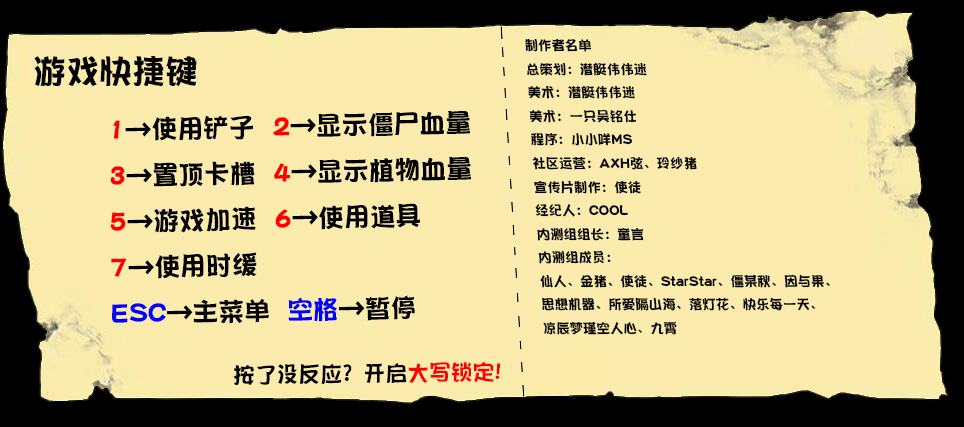 游戏快捷键
1→使用铲子 2→显示僵尸血量
3→置顶卡槽 4→显示植物血量
5→游戏加速 6→使用道具
7→使用时缓
ESC→主菜单 空格→暂停
按了没反应？开启大写锁定!
制作者名单
总策划：潜艇伟伟迷
美术：潜艇伟伟迷
美术：一只吴铭仕
程序：小小咩MS
社区运营：AXH弦、玲纱猪
宣传片制作：使徒
经纪人：COOL
内测组组长：童言
内测组成员：
仙人、金猪、使徒、StarStar、僵某秋、因与果、
思想机器、所爱隔山海、落灯花、快乐每一天、
凉辰梦瑾空人心、九霄